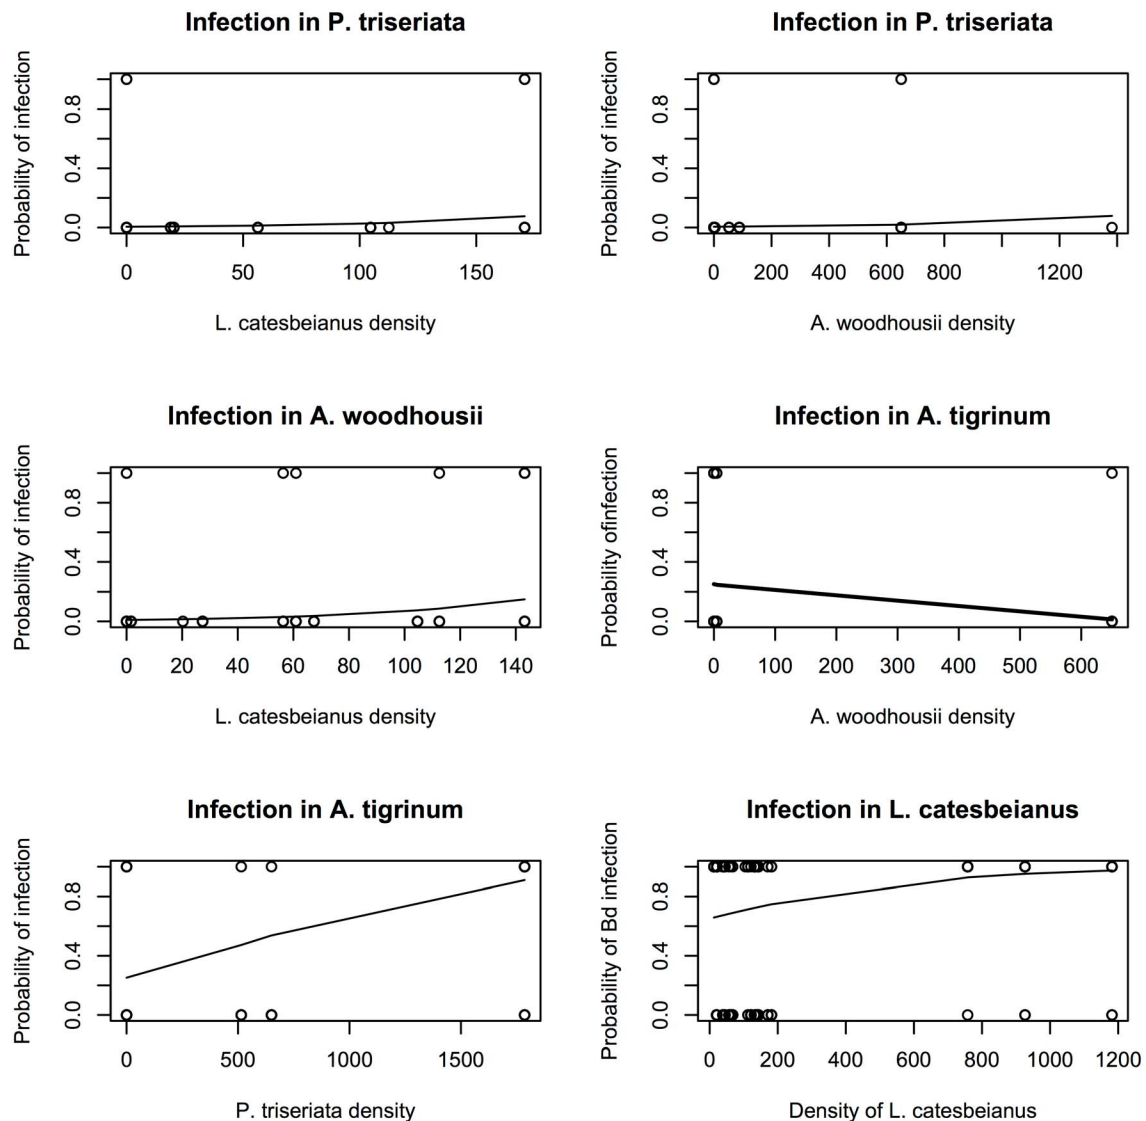 Infection in P. triseriata
Probability of infection
0.8
0.4
0.0
0 50 100 150
L. catesbeianus density
Infection in P. triseriata
Probability of infection
0.8
0.4
0.0
0 200 400 600 800 1200
A. woodhousii density
Infection in A. woodhousii
Probability of infection
0.8
0.4
0.0
0 20 40 60 80 100 120 140
L. catesbeianus density
Infection in A. tigrinum
Probability ofinfection
0.8
0.4
0.0
0 100 200 300 400 500 600
A. woodhousii density
Infection in A. tigrinum
Probability of infection
0.8
0.4
0.0
0 500 1000 1500
P. triseriata density
Infection in L. catesbeianus
Probability of Bd infection
0.8
0.4
0.0
0 200 400 600 800 1000 1200
Density of L. catesbeianus